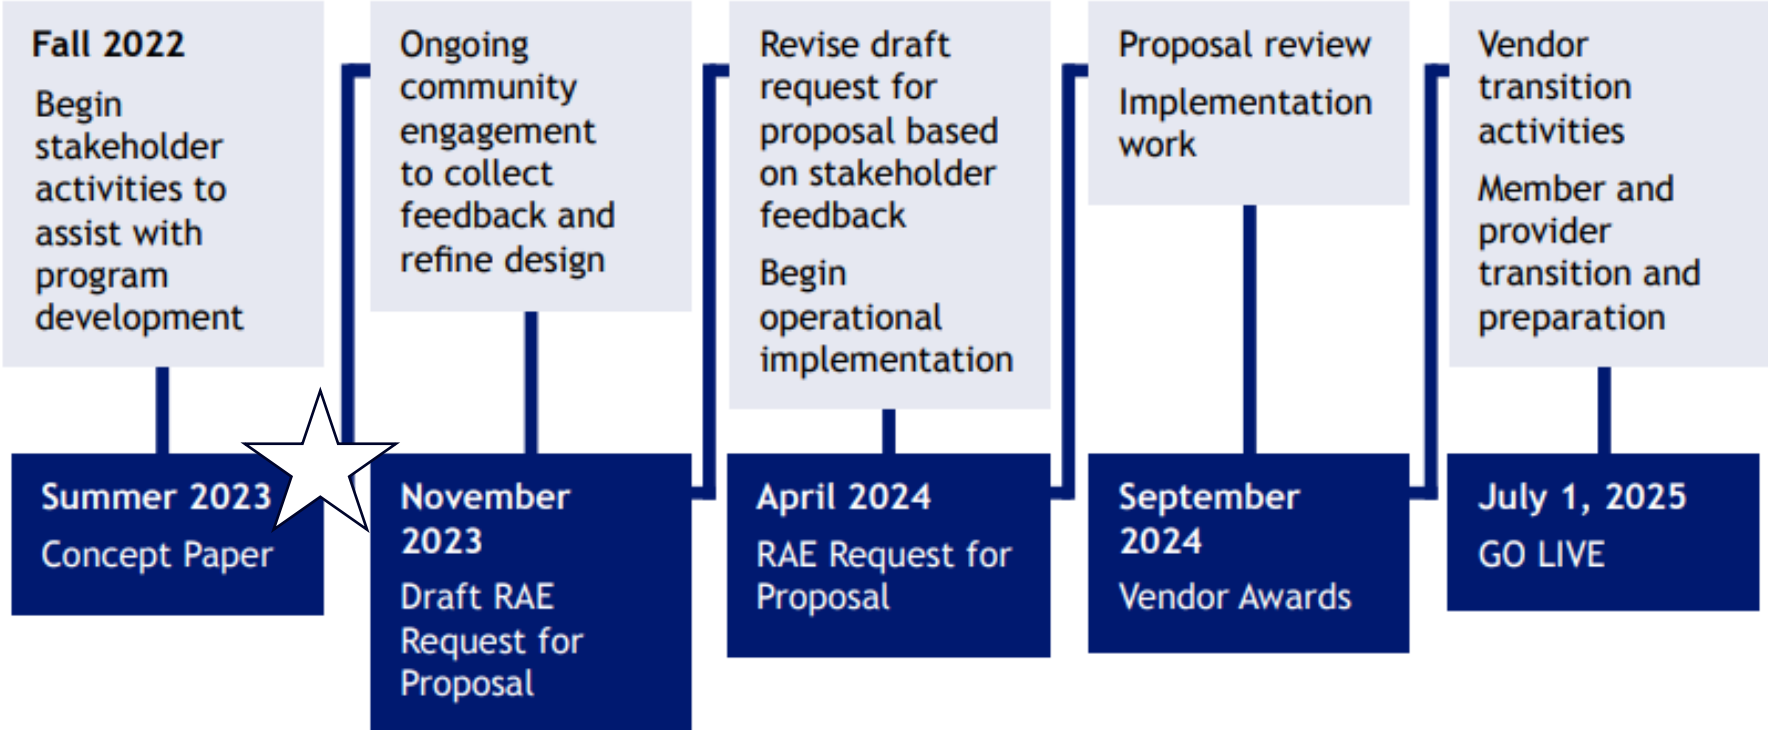 Fall 2022
Begin
stakeholder
activities to
assist with
program
development
Summer 2023
Concept Paper
Ongoing
community
engagement
to collect
feedback and
refine design
November
2023
Draft RAE
Request for
Proposal
Revise draft
request for
proposal based
on stakeholder
feedback
Begin
operational
implementation
April 2024
RAE Request for
Proposal
Proposal review
Implementation
work
September
2024
Vendor Awards
Vendor
transition
activities
Member and
provider
transition and
preparation
July 1, 2025
GO LIVE